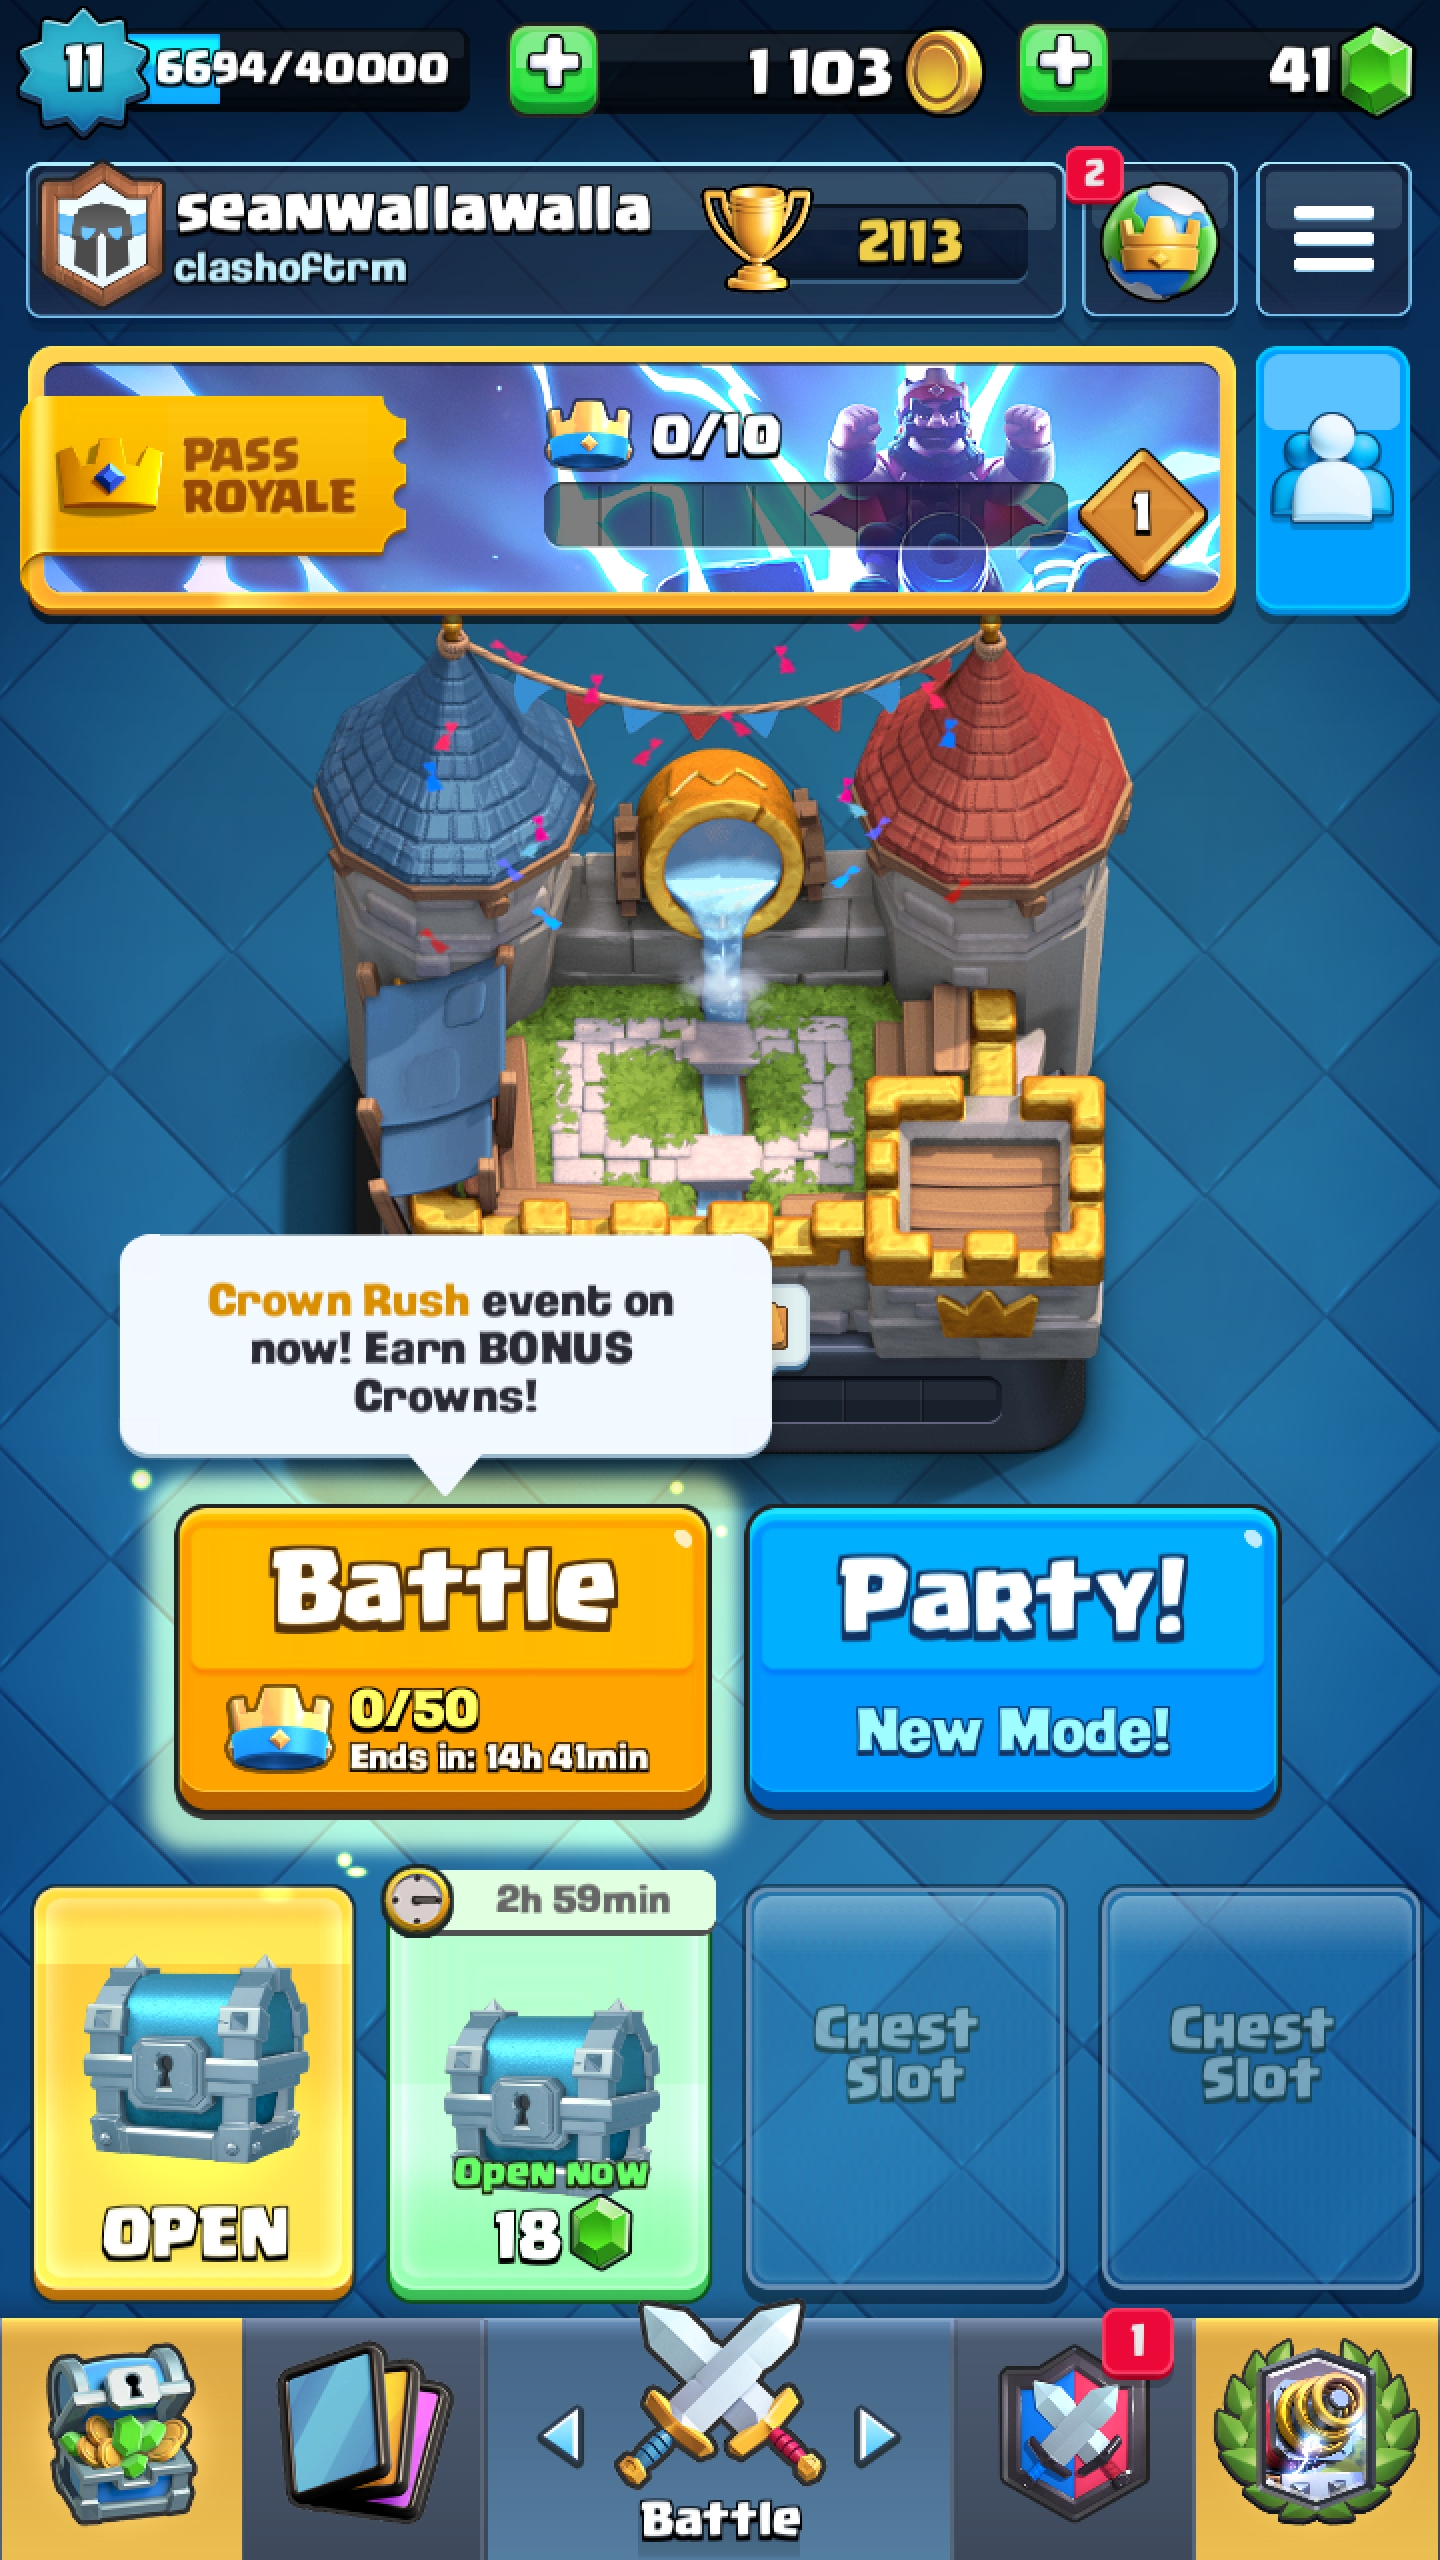 11
6694/40000
1 103
41
seanwallawalla
clashoftrm
2113
2
PASS
ROYALE
0/10
1
Crown Rush event on
now! Earn BONUS
Crowns!
Battle
0/50
Ends in: 14h 41min
Party!
New Mode!
OPEN
2h 59min
Open now
18
Chest
Slot
Chest
Slot
Battle
1